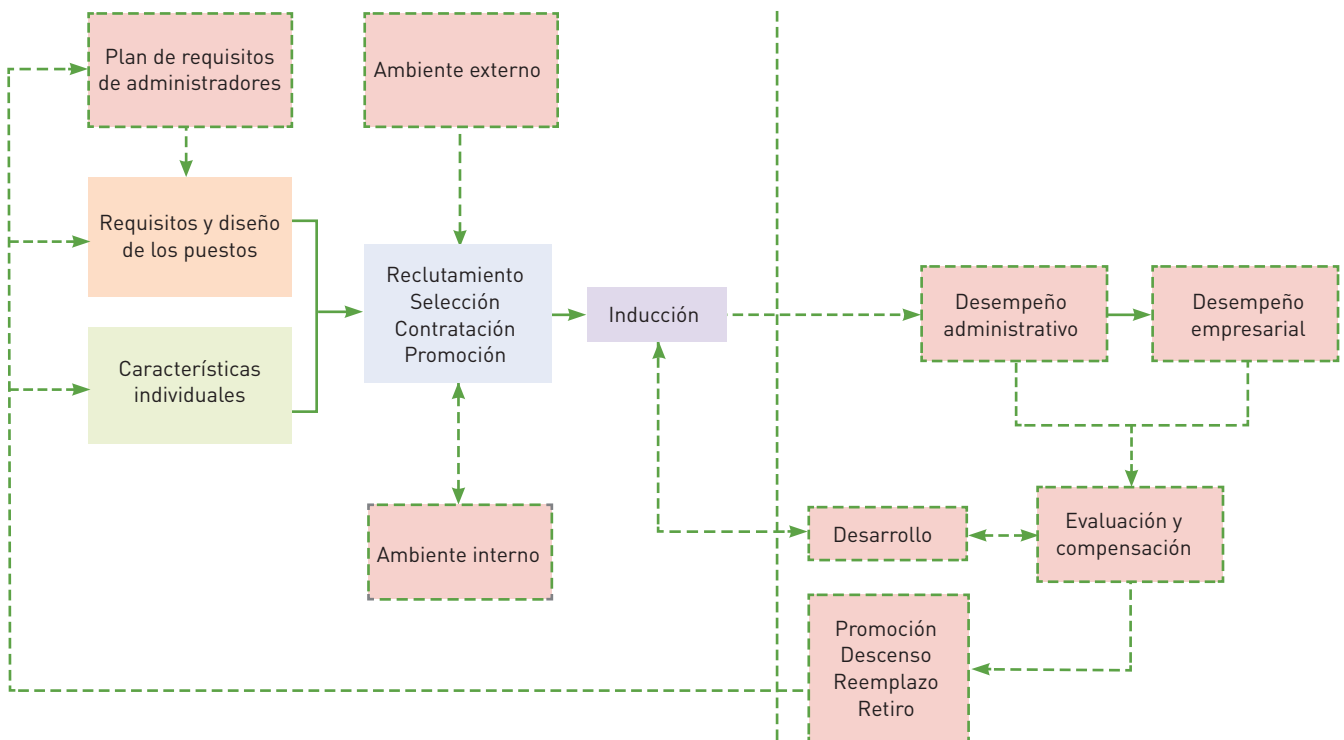 Plan de requisitos
de administradores
Ambiente externo
Requisitos y diseño
de los puestos
Características
individuales
Reclutamiento
Selección
Contratación
Promoción
Inducción
Ambiente interno
Desempeño
administrativo
Desempeño
empresarial
Desarrollo
Evaluación y
compensación
Promoción
Descenso
Reemplazo
Retiro